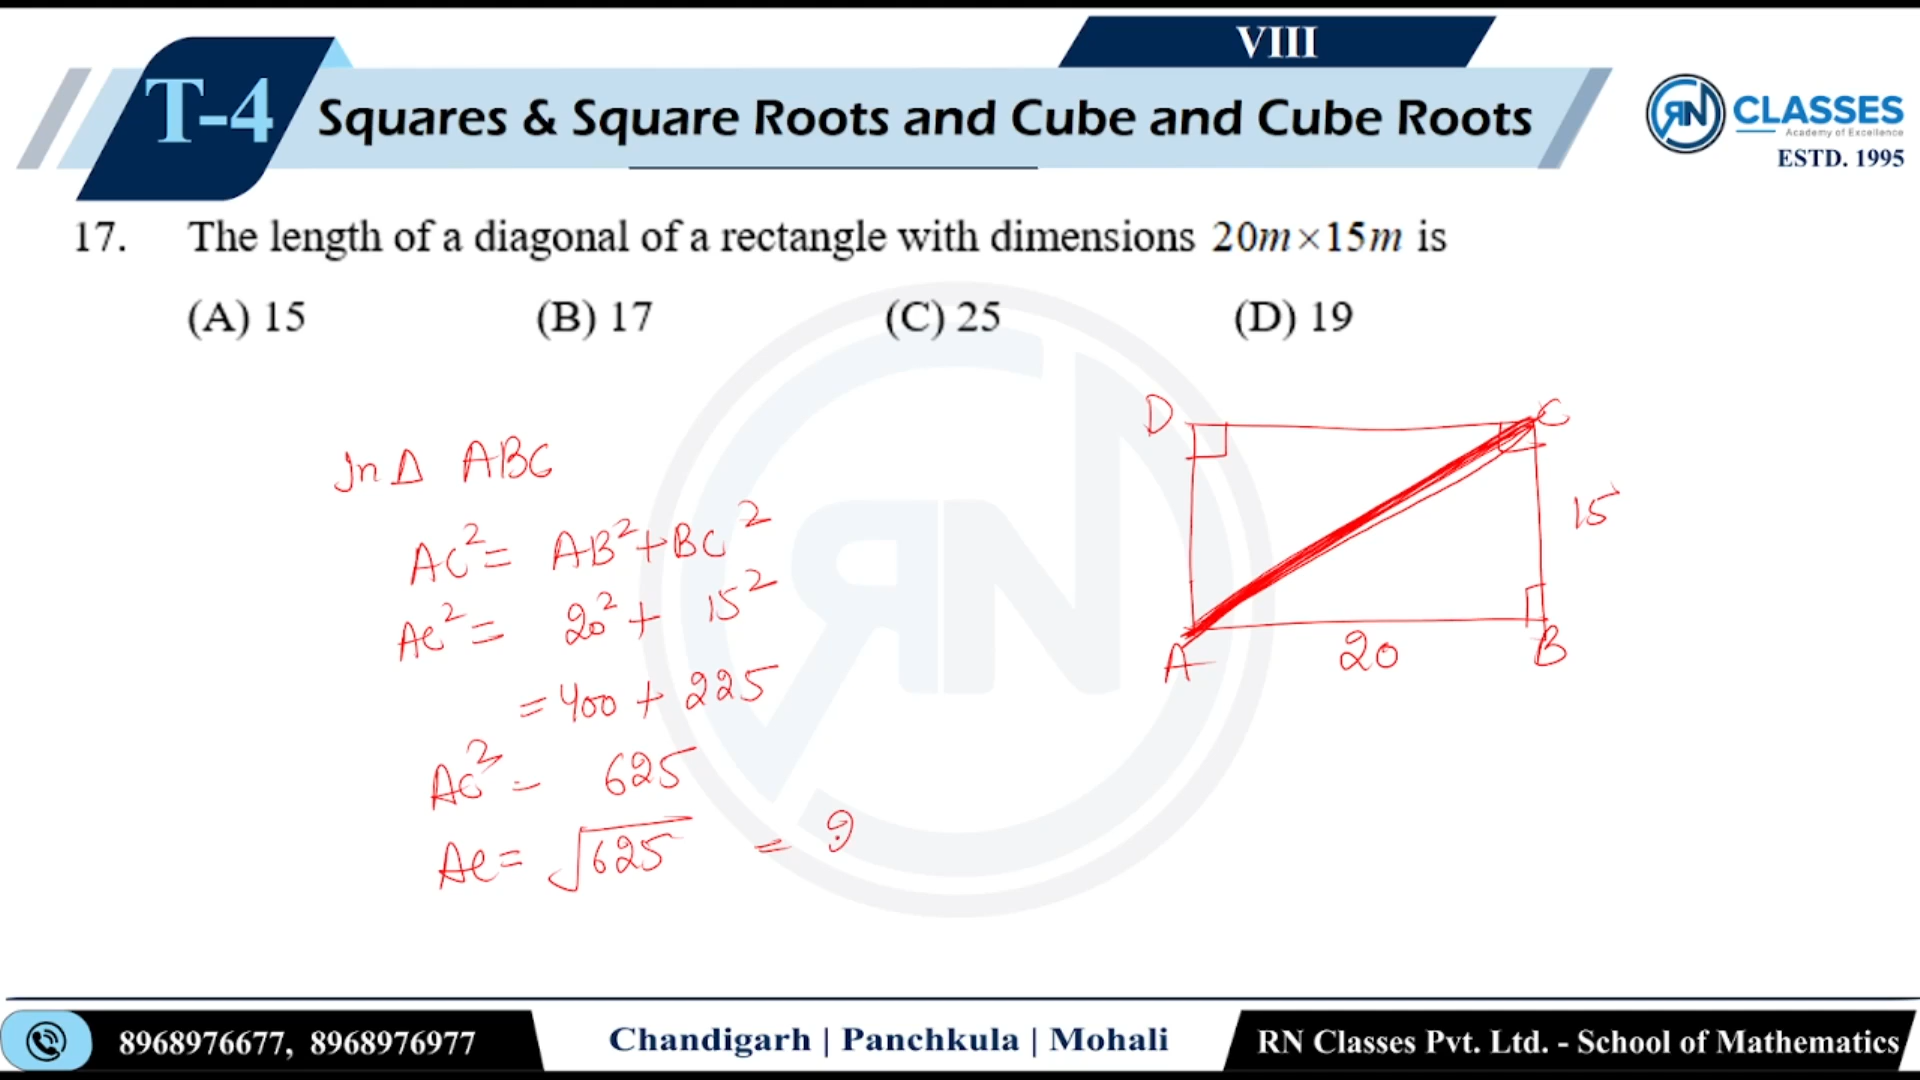 VIII
T-4 Squares & Square Roots and Cube and Cube Roots
RN CLASSES
Academy of Excellence
ESTD. 1995
17. The length of a diagonal of a rectangle with dimensions 20m×15m is
(A) 15 (B) 17 (C) 25 (D) 19
In Δ ABC
AC²= AB²+BC²
AC²= 20²+ 15²
= 400 + 225
AC² = 625
AC = √625 =
D C
15
A 20 B
8968976677, 8968976977
Chandigarh | Panchkula | Mohali
RN Classes Pvt. Ltd. - School of Mathematics